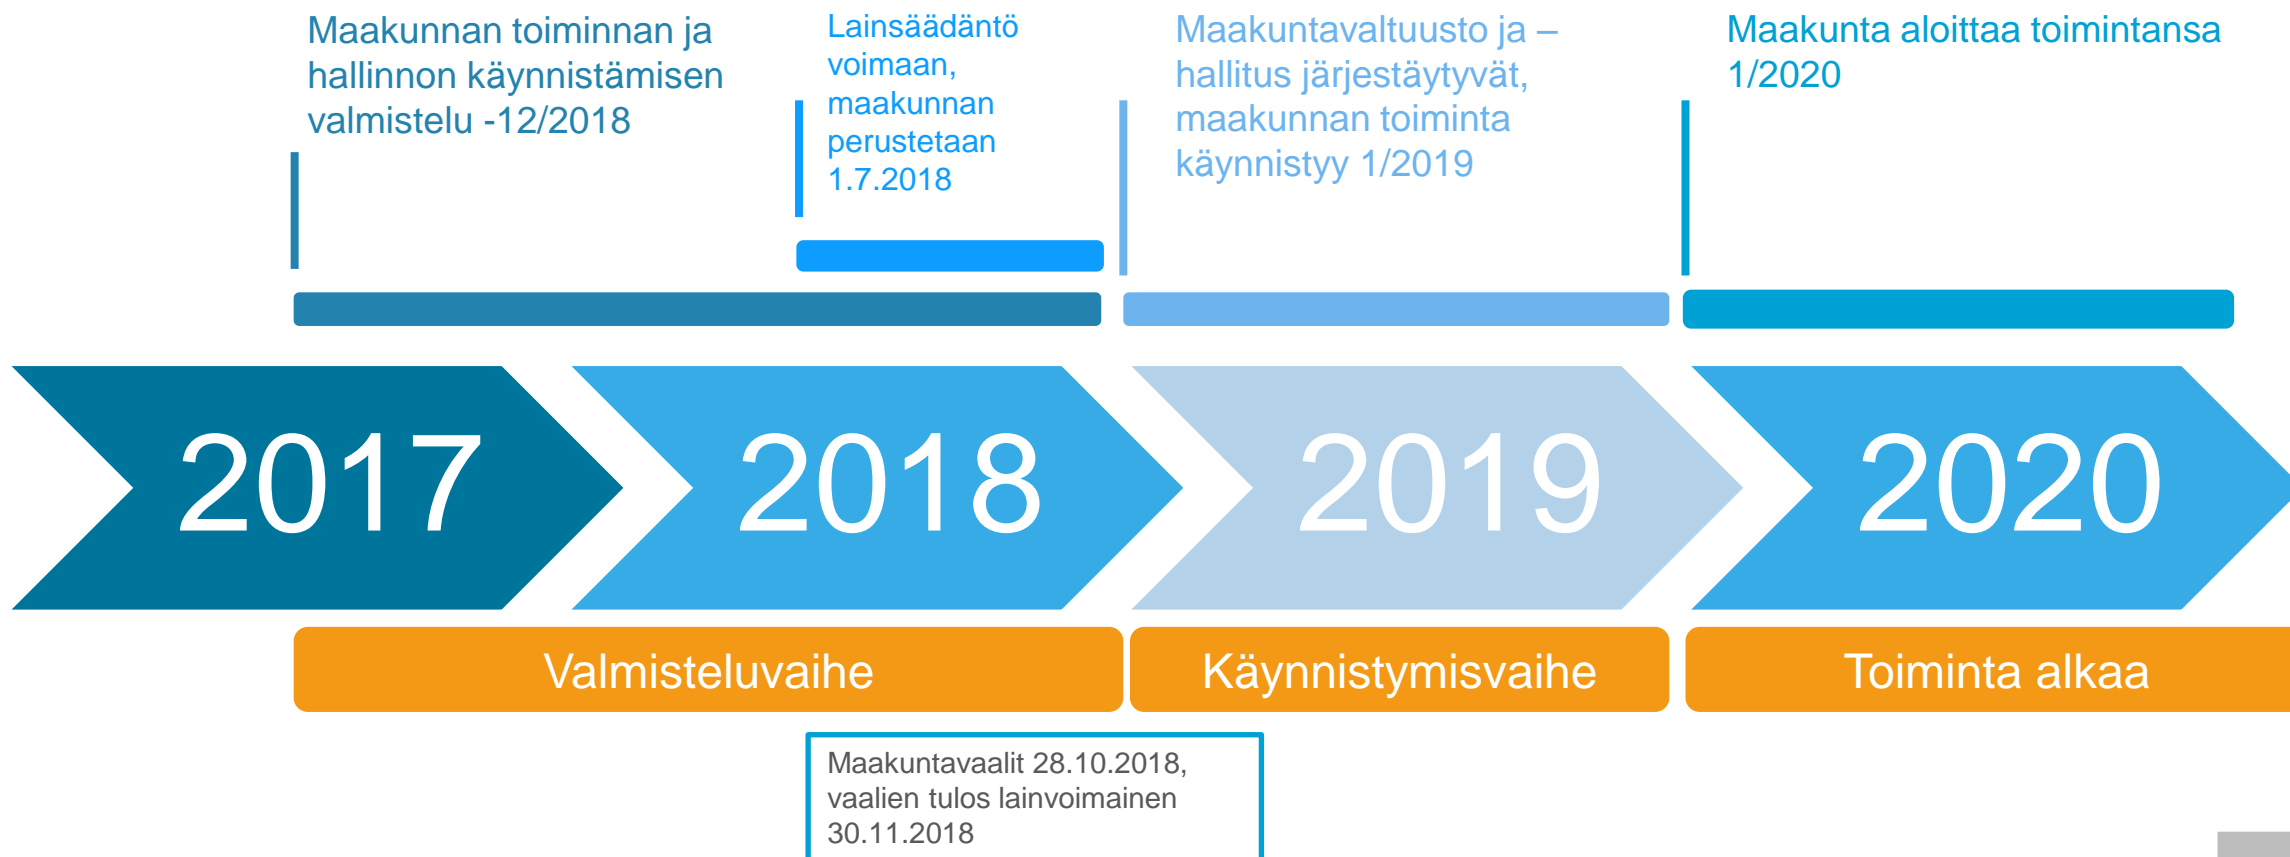 Maakunnan toiminnan ja
hallinnon käynnistämisen
valmistelu -12/2018
Lainsäädäntö
voimaan,
maakunnan
perustetaan
1.7.2018
Maakuntavaltuusto ja –
hallitus järjestäytyvät,
maakunnan toiminta
käynnistyy 1/2019
Maakunta aloittaa toimintansa
1/2020
2017
2018
2019
2020
Valmisteluvaihe
Käynnistymisvaihe
Toiminta alkaa
Maakuntavaalit 28.10.2018,
vaalien tulos lainvoimainen
30.11.2018